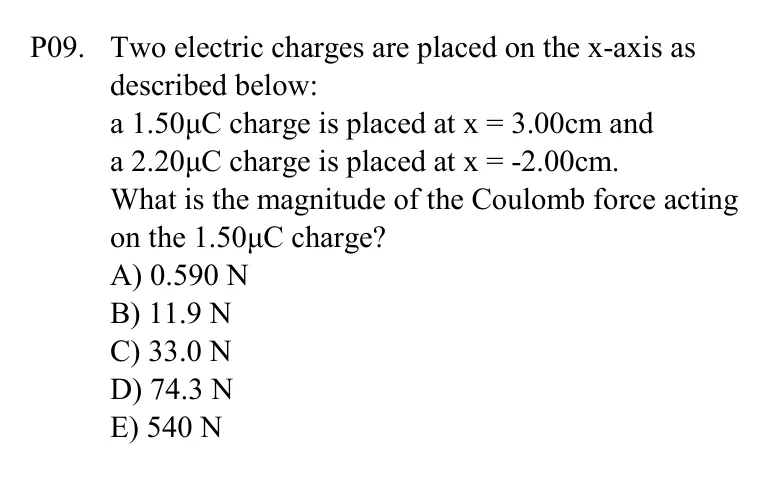 P09. Two electric charges are placed on the x-axis as
described below:
a 1.50μC charge is placed at x = 3.00cm and
a 2.20μC charge is placed at x = -2.00cm.
What is the magnitude of the Coulomb force acting
on the 1.50μC charge?
A) 0.590 N
B) 11.9 N
C) 33.0 N
D) 74.3 N
E) 540 N